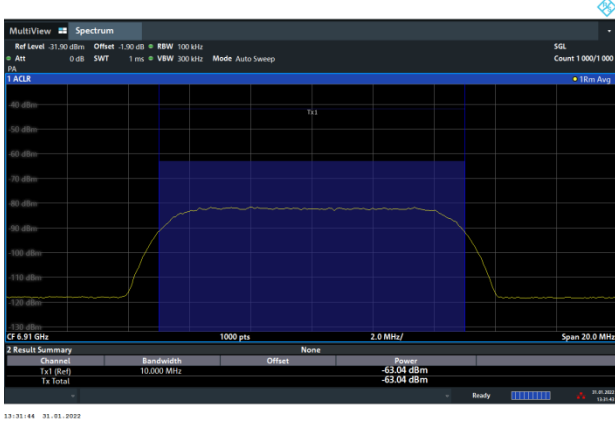 MultiView Spectrum
Ref Level -31.90 dBm Offset -1.90 dB RBW 100 kHz SGL
Att 0 dB SWT 1 ms VBW 300 kHz Mode Auto Sweep Count 1000/1000
PA
1 ACLR 1Rm Avg
-40 dBm
Tx1
-50 dBm
-60 dBm
-70 dBm
-80 dBm
-90 dBm
-100 dBm
-110 dBm
-120 dBm
-130 dBm
CF 6.91 GHz 1000 pts 2.0 MHz/ Span 20.0 MHz
2 Result Summary None
Channel Bandwidth Offset Power
Tx1 (Ref) 10.000 MHz -63.04 dBm
Tx Total -63.04 dBm
Ready 31.01.2022
13:31:43
13:31:44 31.01.2022